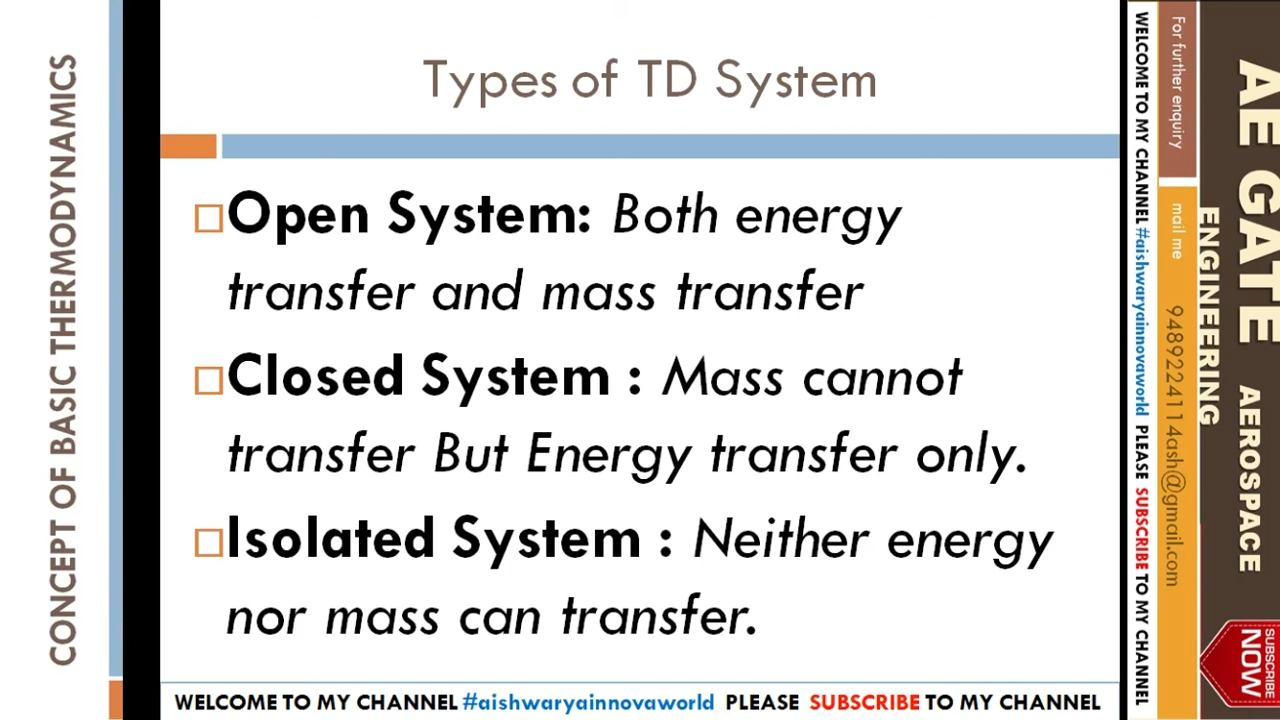 CONCEPT OF BASIC THERMODYNAMICS
Types of TD System
Open System: Both energy
transfer and mass transfer
Closed System : Mass cannot
transfer But Energy transfer only.
Isolated System : Neither energy
nor mass can transfer.
WELCOME TO MY CHANNEL #aishwaryainnovaworld PLEASE SUBSCRIBE TO MY CHANNEL
WELCOME TO MY CHANNEL #aishwaryainnovaworld PLEASE SUBSCRIBE TO MY CHANNEL
For further enquiry
mail me 9489224114ash@gmail.com
AE GATE AEROSPACE
ENGINEERING
SUBSCRIBE
NOW